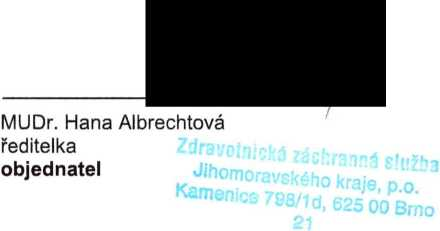 MUDr. Hana Albrechtová
ředitelka
objednatel
Zdravotnická záchranná služba
Jihomoravského kraje, p.o.
Kamenice 798/1d, 625 00 Brno
21